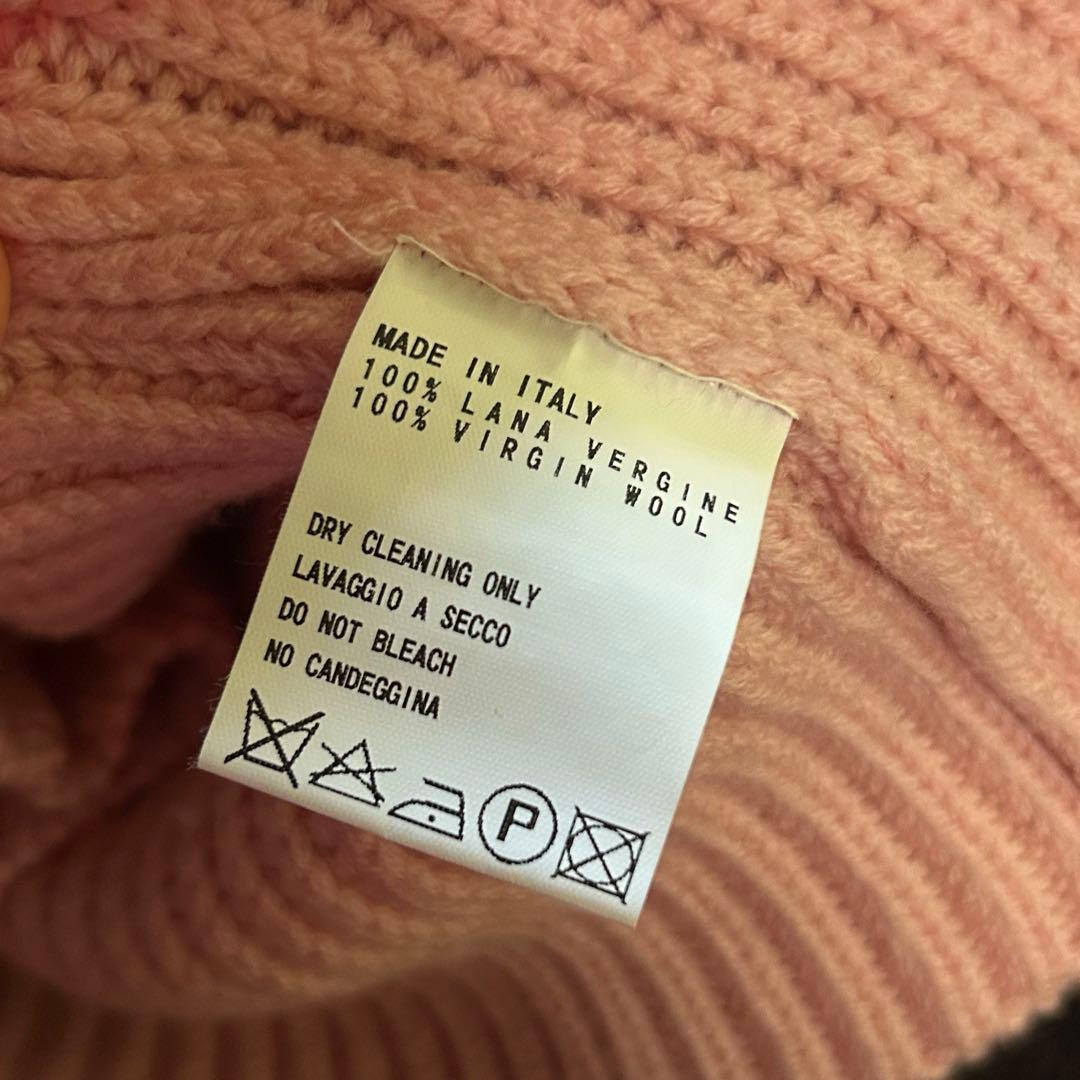 MADE IN ITALY
100% LANA VERGINE
100% VIRGIN WOOL
DRY CLEANING ONLY
LAVAGGIO A SECCO
DO NOT BLEACH
NO CANDEGGINA
P